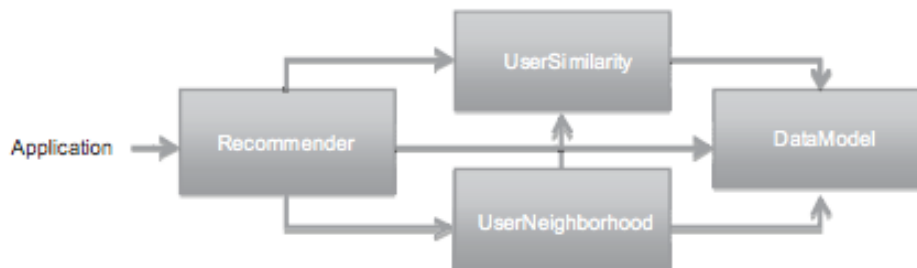 UserSimilarity
Application
Recommender
DataModel
UserNeighborhood